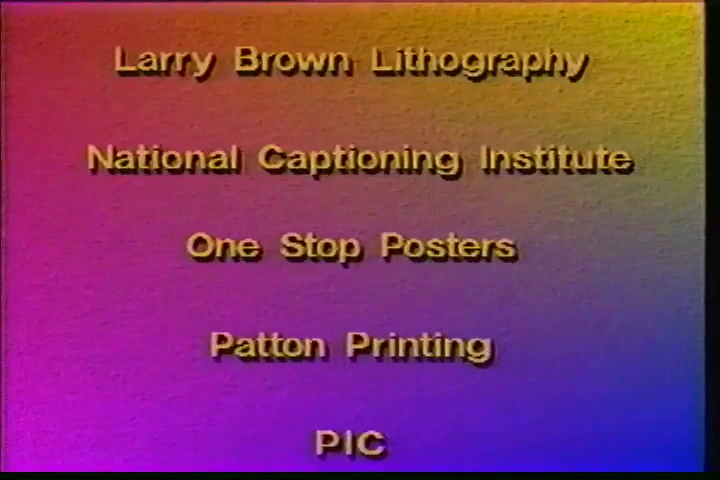 Larry Brown Lithography
National Captioning Institute
One Stop Posters
Patton Printing
PIC